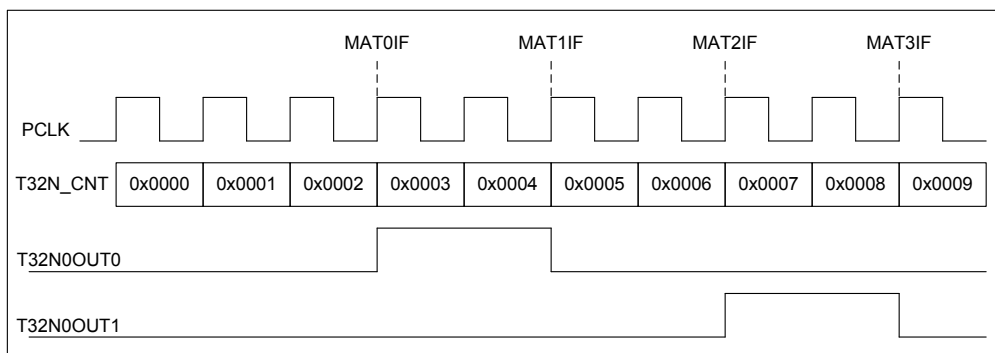 MAT0IF MAT1IF MAT2IF MAT3IF
PCLK
T32N_CNT 0x0000 0x0001 0x0002 0x0003 0x0004 0x0005 0x0006 0x0007 0x0008 0x0009
T32N0OUT0
T32N0OUT1